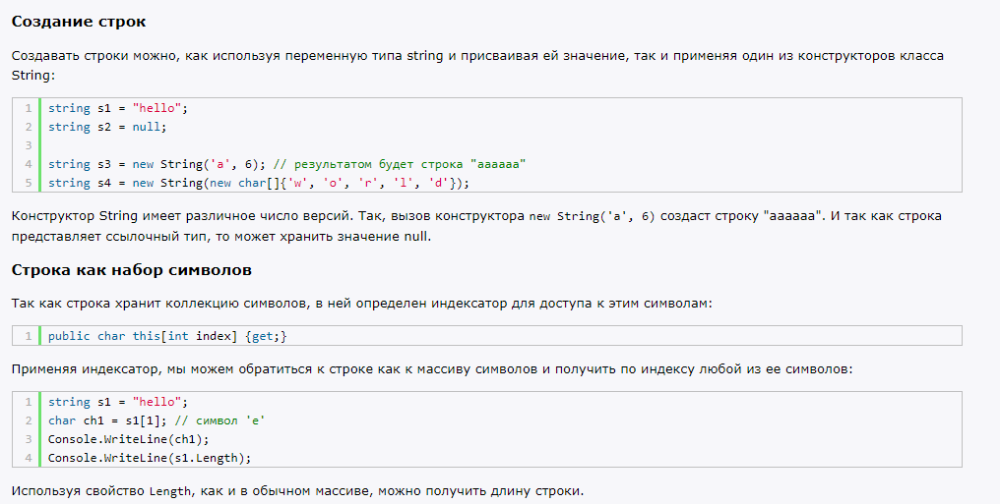 Создание строк
Создавать строки можно, как используя переменную типа string и присваивая ей значение, так и применяя один из конструкторов класса
String:
1 string s1 = "hello";
2 string s2 = null;
3
4 string s3 = new String('a', 6); // результатом будет строка "aaaaaa"
5 string s4 = new String(new char[]{'w', 'o', 'r', 'l', 'd'});
Конструктор String имеет различное число версий. Так, вызов конструктора new String('a', 6) создаст строку "aaaaaa". И так как строка
представляет ссылочный тип, то может хранить значение null.
Строка как набор символов
Так как строка хранит коллекцию символов, в ней определен индексатор для доступа к этим символам:
1 public char this[int index] {get;}
Применяя индексатор, мы можем обратиться к строке как к массиву символов и получить по индексу любой из ее символов:
1 string s1 = "hello";
2 char ch1 = s1[1]; // символ 'e'
3 Console.WriteLine(ch1);
4 Console.WriteLine(s1.Length);
Используя свойство Length, как и в обычном массиве, можно получить длину строки.